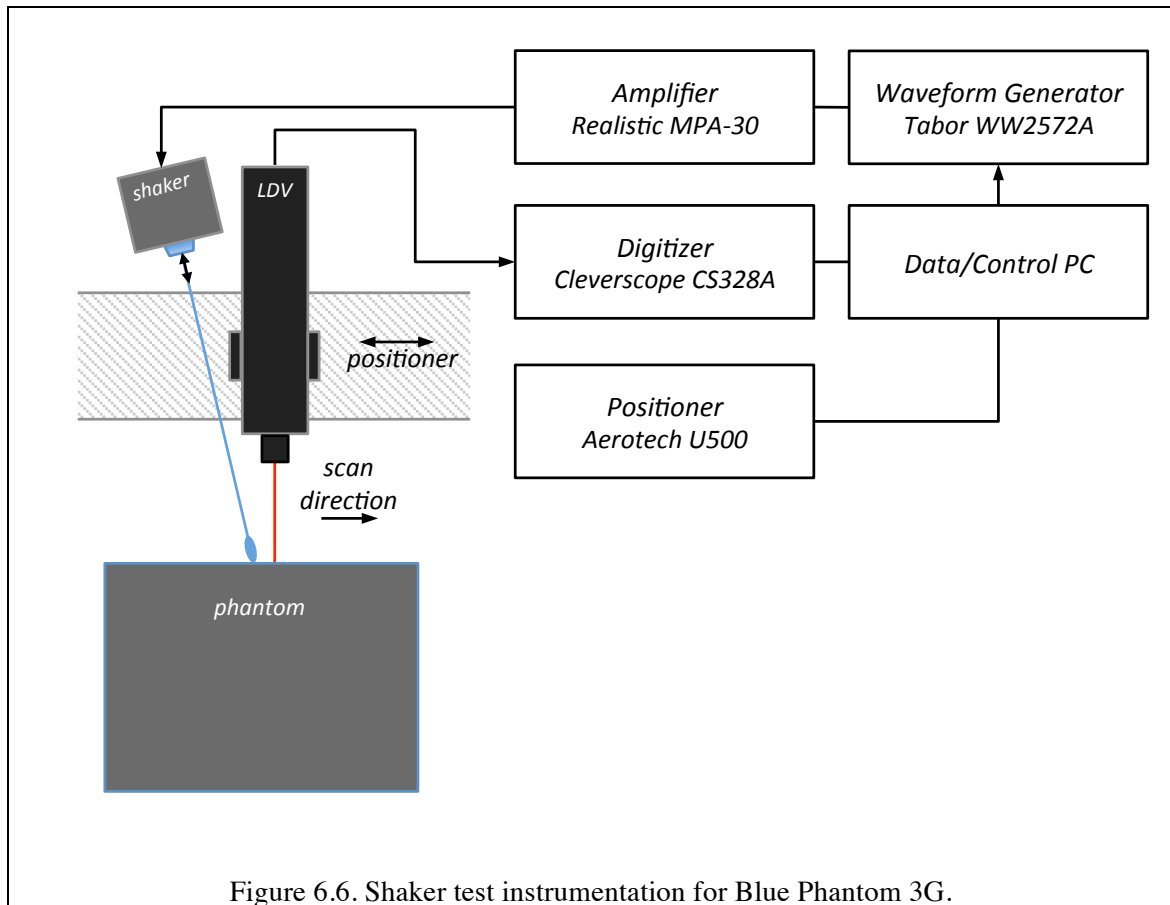 Amplifier
Realistic MPA-30
Waveform Generator
Tabor WW2572A
shaker
LDV
Digitizer
Cleverscope CS328A
Data/Control PC
positioner
Positioner
Aerotech U500
scan
direction
phantom
Figure 6.6. Shaker test instrumentation for Blue Phantom 3G.